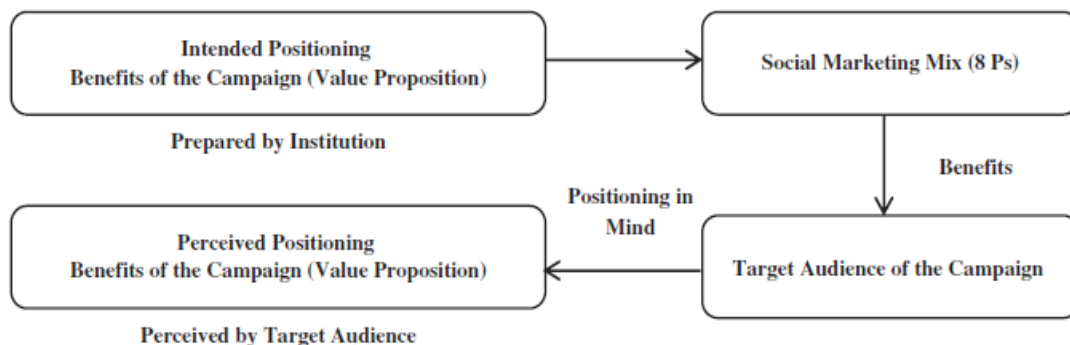 Intended Positioning
Benefits of the Campaign (Value Proposition)
Prepared by Institution
Social Marketing Mix (8 Ps)
Benefits
Positioning in
Mind
Target Audience of the Campaign
Perceived Positioning
Benefits of the Campaign (Value Proposition)
Perceived by Target Audience